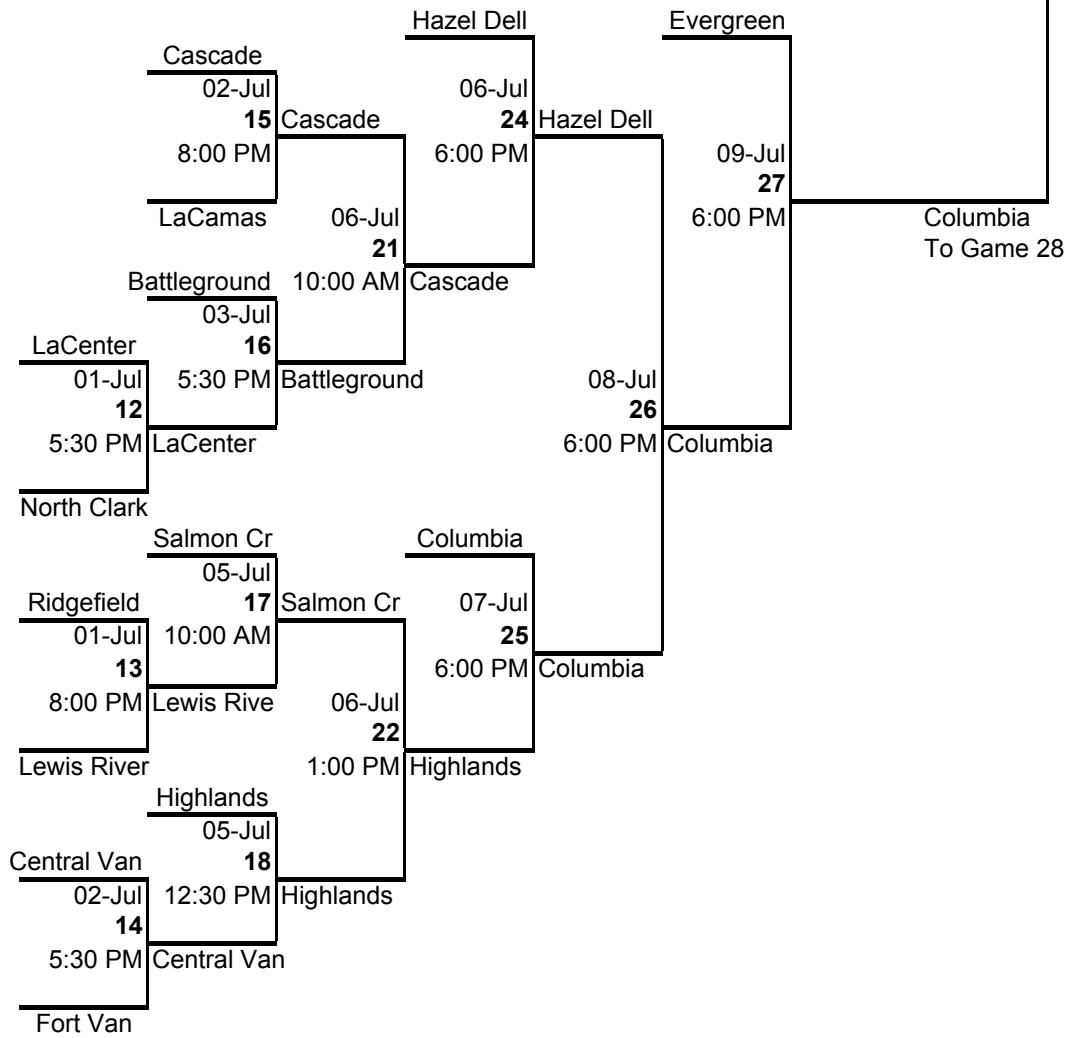 Hazel Dell
Evergreen
Cascade
02-Jul
06-Jul
15
Cascade
24
Hazel Dell
8:00 PM
6:00 PM
09-Jul
27
LaCamas
06-Jul
6:00 PM
Columbia
21
To Game 28
Battleground
10:00 AM
Cascade
03-Jul
LaCenter
16
01-Jul
5:30 PM
Battleground
08-Jul
12
26
5:30 PM
LaCenter
6:00 PM
Columbia
North Clark
Salmon Cr
Columbia
05-Jul
Ridgefield
17
Salmon Cr
07-Jul
01-Jul
10:00 AM
25
13
6:00 PM
Columbia
8:00 PM
Lewis Rive
06-Jul
22
Lewis River
1:00 PM
Highlands
Highlands
05-Jul
Central Van
18
02-Jul
12:30 PM
Highlands
14
5:30 PM
Central Van
Fort Van